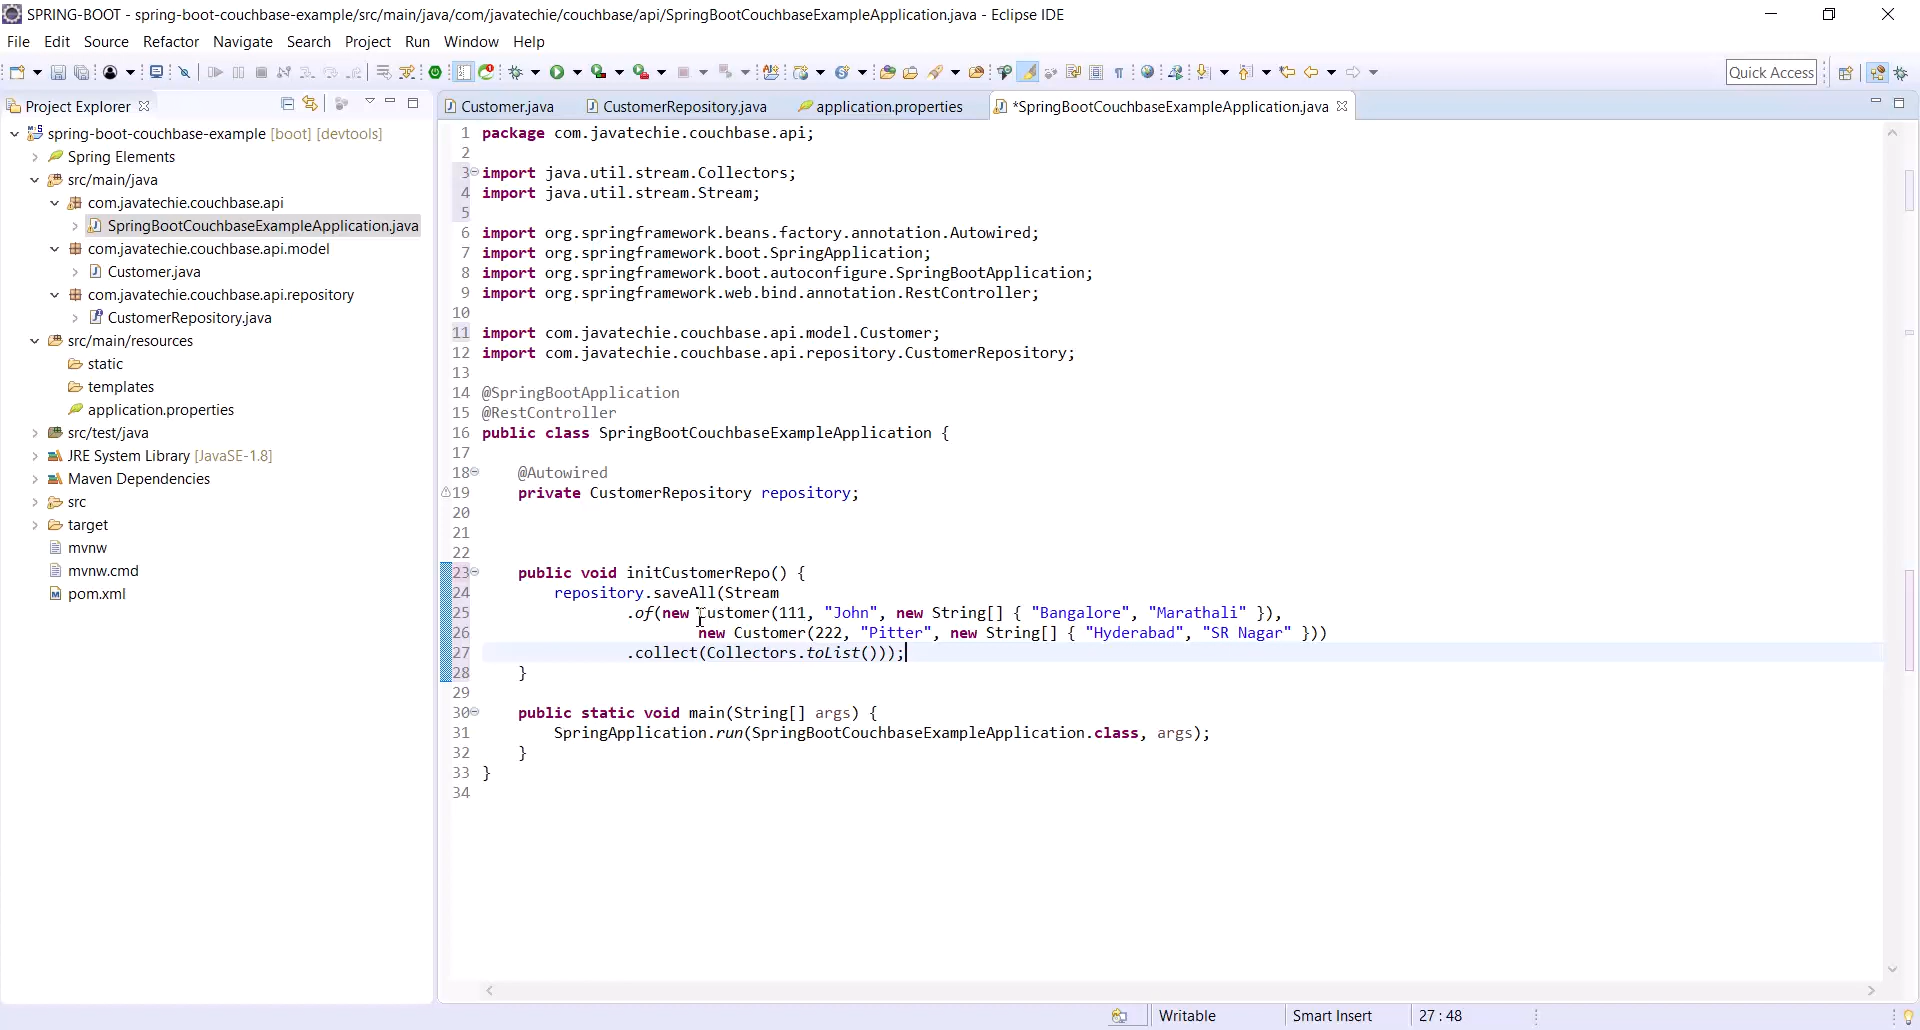 SPRING-BOOT - spring-boot-couchbase-example/src/main/java/com/javatechie/couchbase/api/SpringBootCouchbaseExampleApplication.java - Eclipse IDE
File Edit Source Refactor Navigate Search Project Run Window Help
Quick Access
Project Explorer
spring-boot-couchbase-example [boot] [devtools]
Spring Elements
src/main/java
com.javatechie.couchbase.api
SpringBootCouchbaseExampleApplication.java
com.javatechie.couchbase.api.model
Customer.java
com.javatechie.couchbase.api.repository
CustomerRepository.java
src/main/resources
static
templates
application.properties
src/test/java
JRE System Library [JavaSE-1.8]
Maven Dependencies
src
target
mvnw
mvnw.cmd
pom.xml
Customer.java CustomerRepository.java application.properties *SpringBootCouchbaseExampleApplication.java
1 package com.javatechie.couchbase.api;
2
3 import java.util.stream.Collectors;
4 import java.util.stream.Stream;
5
6 import org.springframework.beans.factory.annotation.Autowired;
7 import org.springframework.boot.SpringApplication;
8 import org.springframework.boot.autoconfigure.SpringBootApplication;
9 import org.springframework.web.bind.annotation.RestController;
10
11 import com.javatechie.couchbase.api.model.Customer;
12 import com.javatechie.couchbase.api.repository.CustomerRepository;
13
14 @SpringBootApplication
15 @RestController
16 public class SpringBootCouchbaseExampleApplication {
17
18 @Autowired
19 private CustomerRepository repository;
20
21
22
23 public void initCustomerRepo() {
24 repository.saveAll(Stream
25 .of(new Customer(111, "John", new String[] { "Bangalore", "Marathali" }),
26 new Customer(222, "Pitter", new String[] { "Hyderabad", "SR Nagar" }))
27 .collect(Collectors.toList()));
28 }
29
30 public static void main(String[] args) {
31 SpringApplication.run(SpringBootCouchbaseExampleApplication.class, args);
32 }
33 }
34
Writable Smart Insert 27 : 48